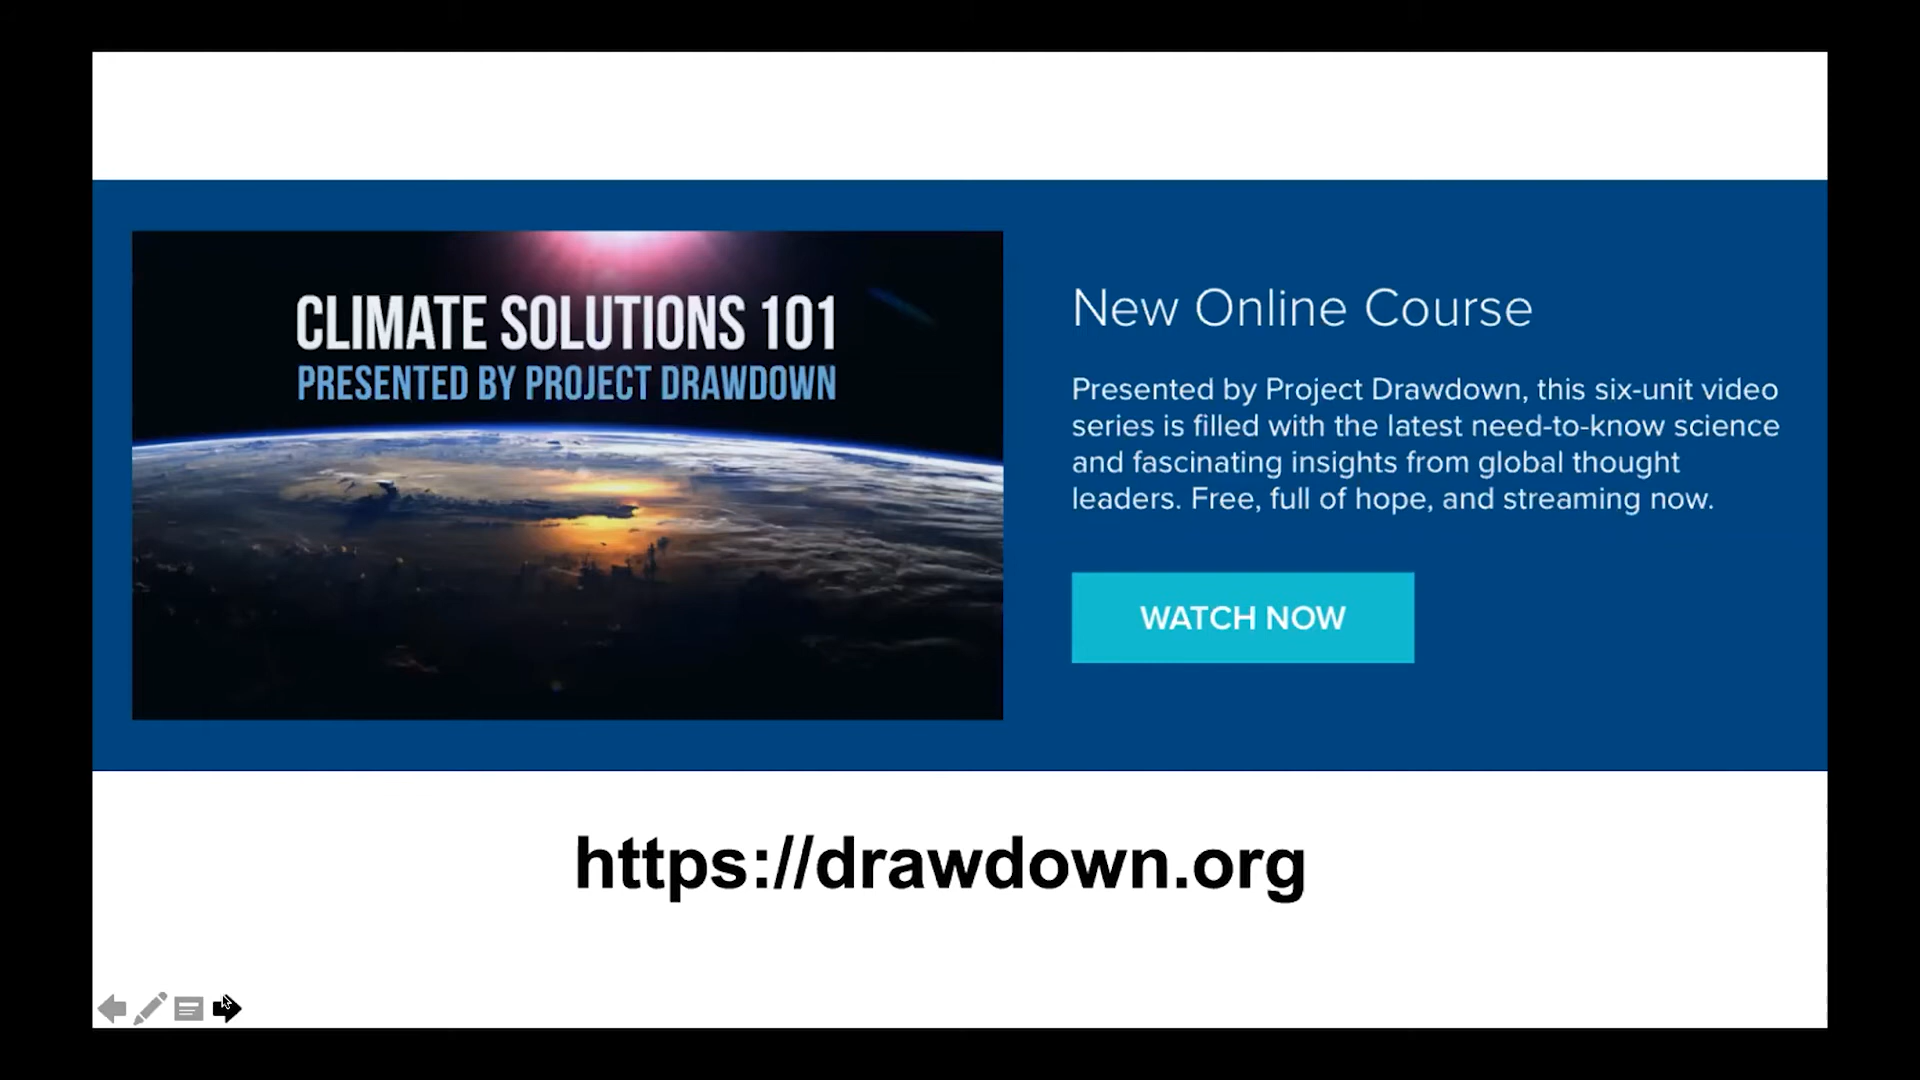 CLIMATE SOLUTIONS 101
PRESENTED BY PROJECT DRAWDOWN
New Online Course
Presented by Project Drawdown, this six-unit video
series is filled with the latest need-to-know science
and fascinating insights from global thought
leaders. Free, full of hope, and streaming now.
WATCH NOW
https://drawdown.org